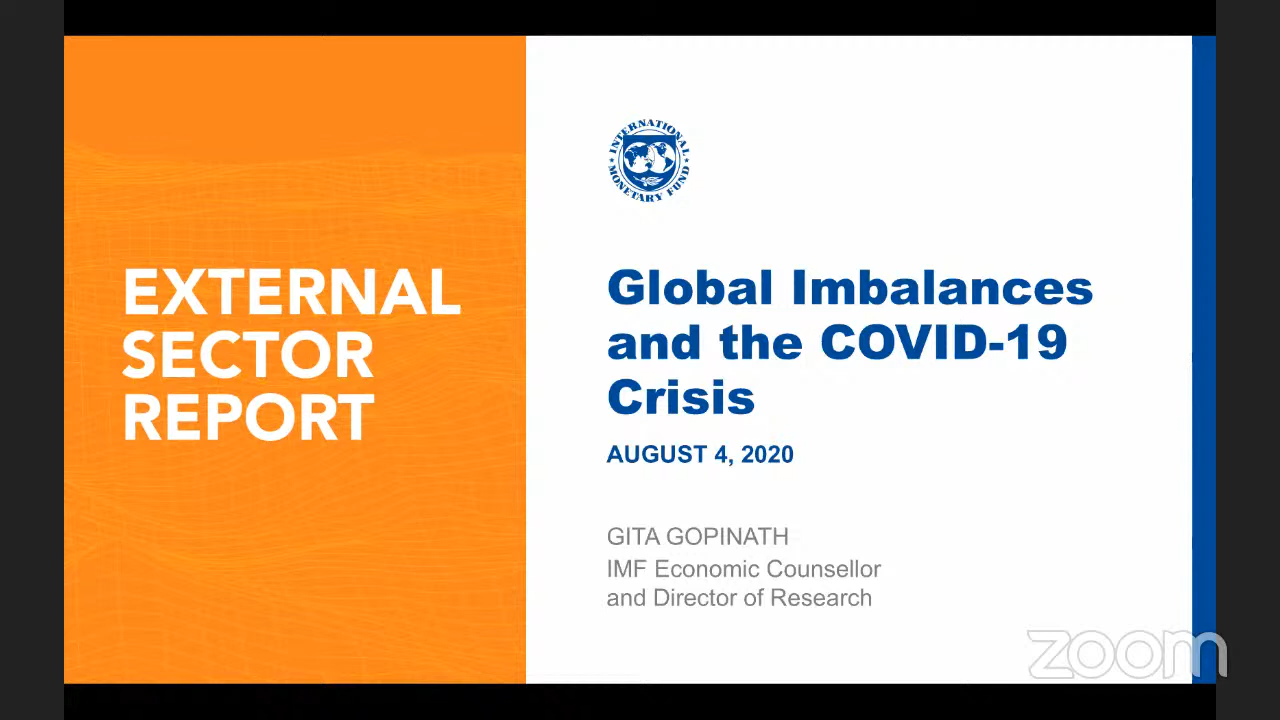 EXTERNAL
SECTOR
REPORT
INTERNATIONAL
MONETARY FUND
Global Imbalances
and the COVID-19
Crisis
AUGUST 4, 2020
GITA GOPINATH
IMF Economic Counsellor
and Director of Research
zoom